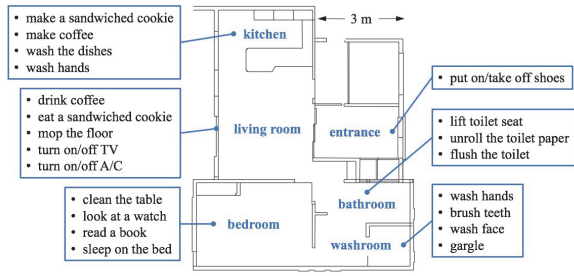 • make a sandwiched cookie
• make coffee
• wash the dishes
• wash hands
kitchen
3 m
• put on/take off shoes
• drink coffee
• eat a sandwiched cookie
• mop the floor
• turn on/off TV
• turn on/off A/C
living room
entrance
• lift toilet seat
• unroll the toilet paper
• flush the toilet
• clean the table
• look at a watch
• read a book
• sleep on the bed
bedroom
bathroom
washroom
• wash hands
• brush teeth
• wash face
• gargle